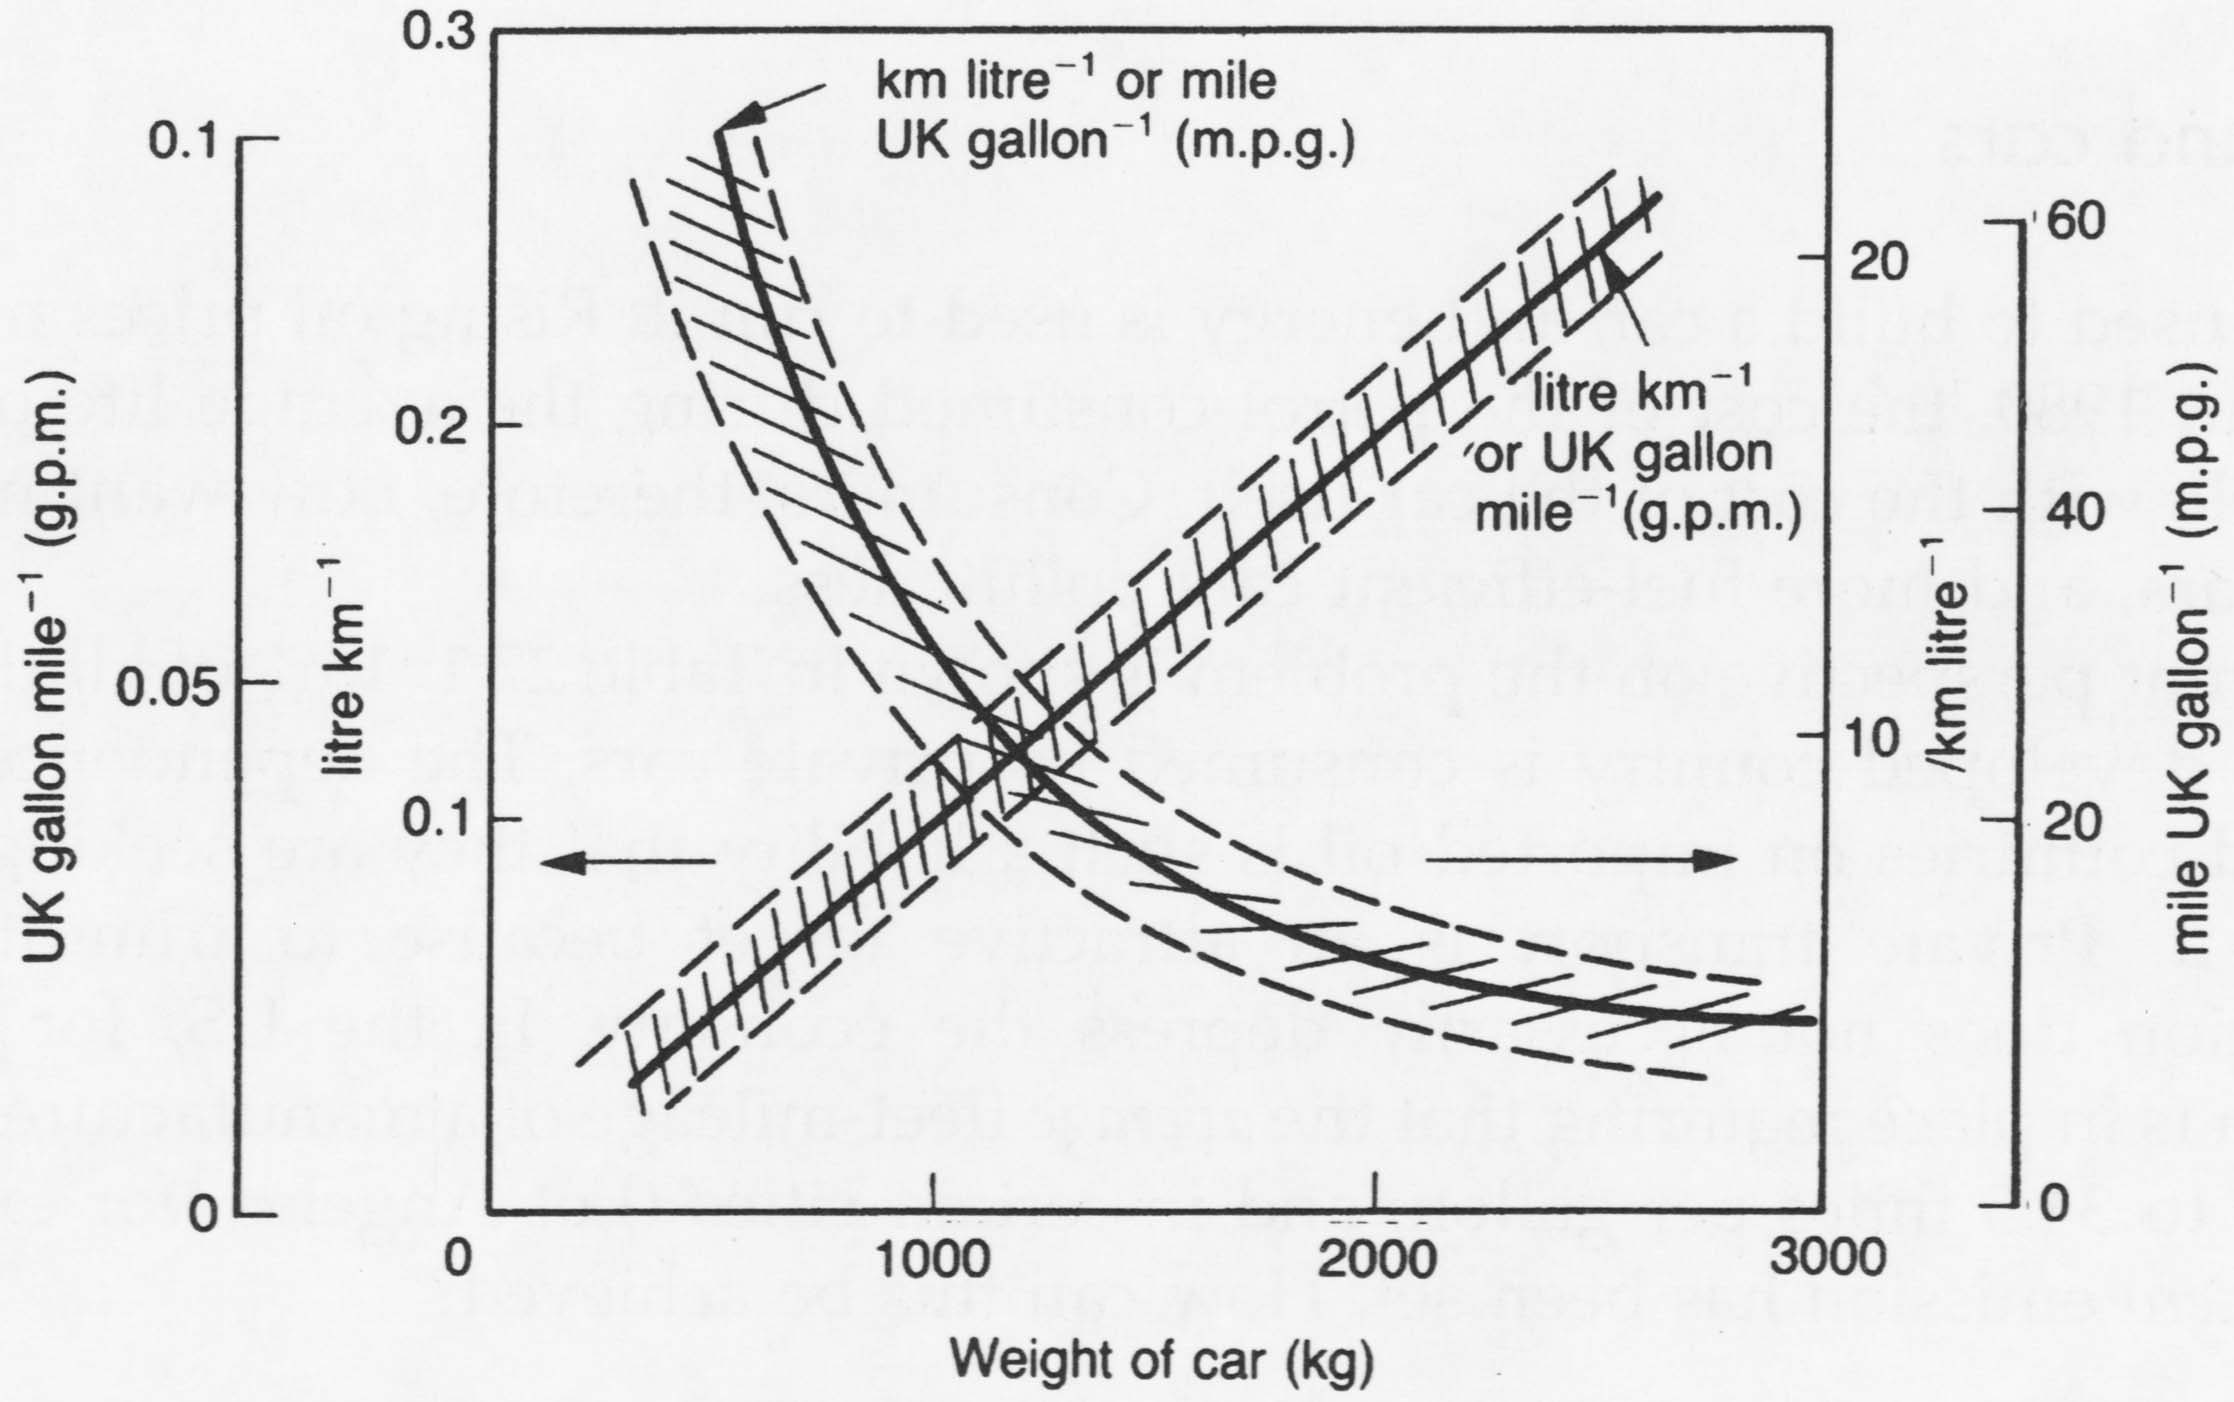 0.3
km litre⁻¹ or mile
UK gallon⁻¹ (m.p.g.)
0.1
60
20
litre km⁻¹
or UK gallon
mile⁻¹(g.p.m.)
0.2
40
UK gallon mile⁻¹ (g.p.m.)
litre km⁻¹
/km litre⁻¹
mile UK gallon⁻¹ (m.p.g.)
0.05
10
0.1
20
0
0
0
1000
2000
3000
Weight of car (kg)